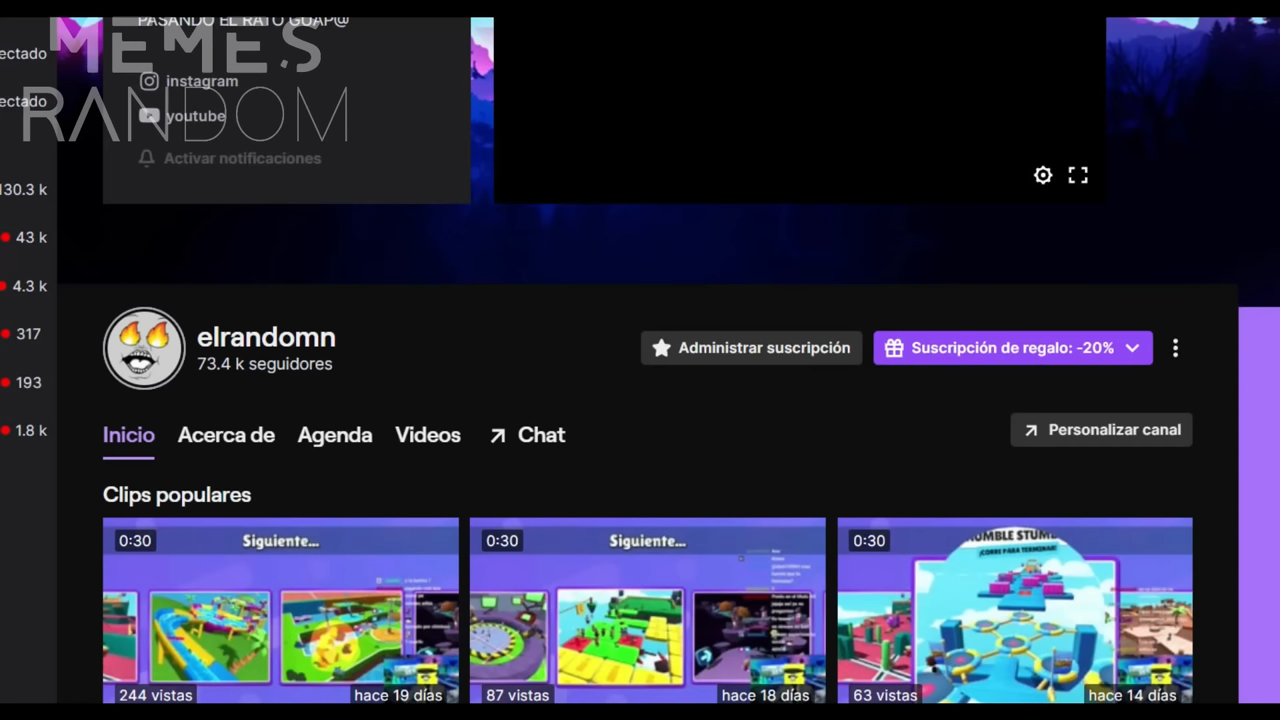 PASANDO EL RATO GUAP@
MEMES
RANDOM
instagram
youtube
Activar notificaciones
ectado
ectado
130.3 k
43 k
4.3 k
317
193
1.8 k
elrandomn
73.4 k seguidores
Administrar suscripción
Suscripción de regalo: -20%
Inicio
Acerca de
Agenda
Videos
Chat
Personalizar canal
Clips populares
0:30
Siguiente...
244 vistas
hace 19 días
0:30
Siguiente...
87 vistas
hace 18 días
0:30
¡CORRE PARA TERMINAR!
63 vistas
hace 14 días